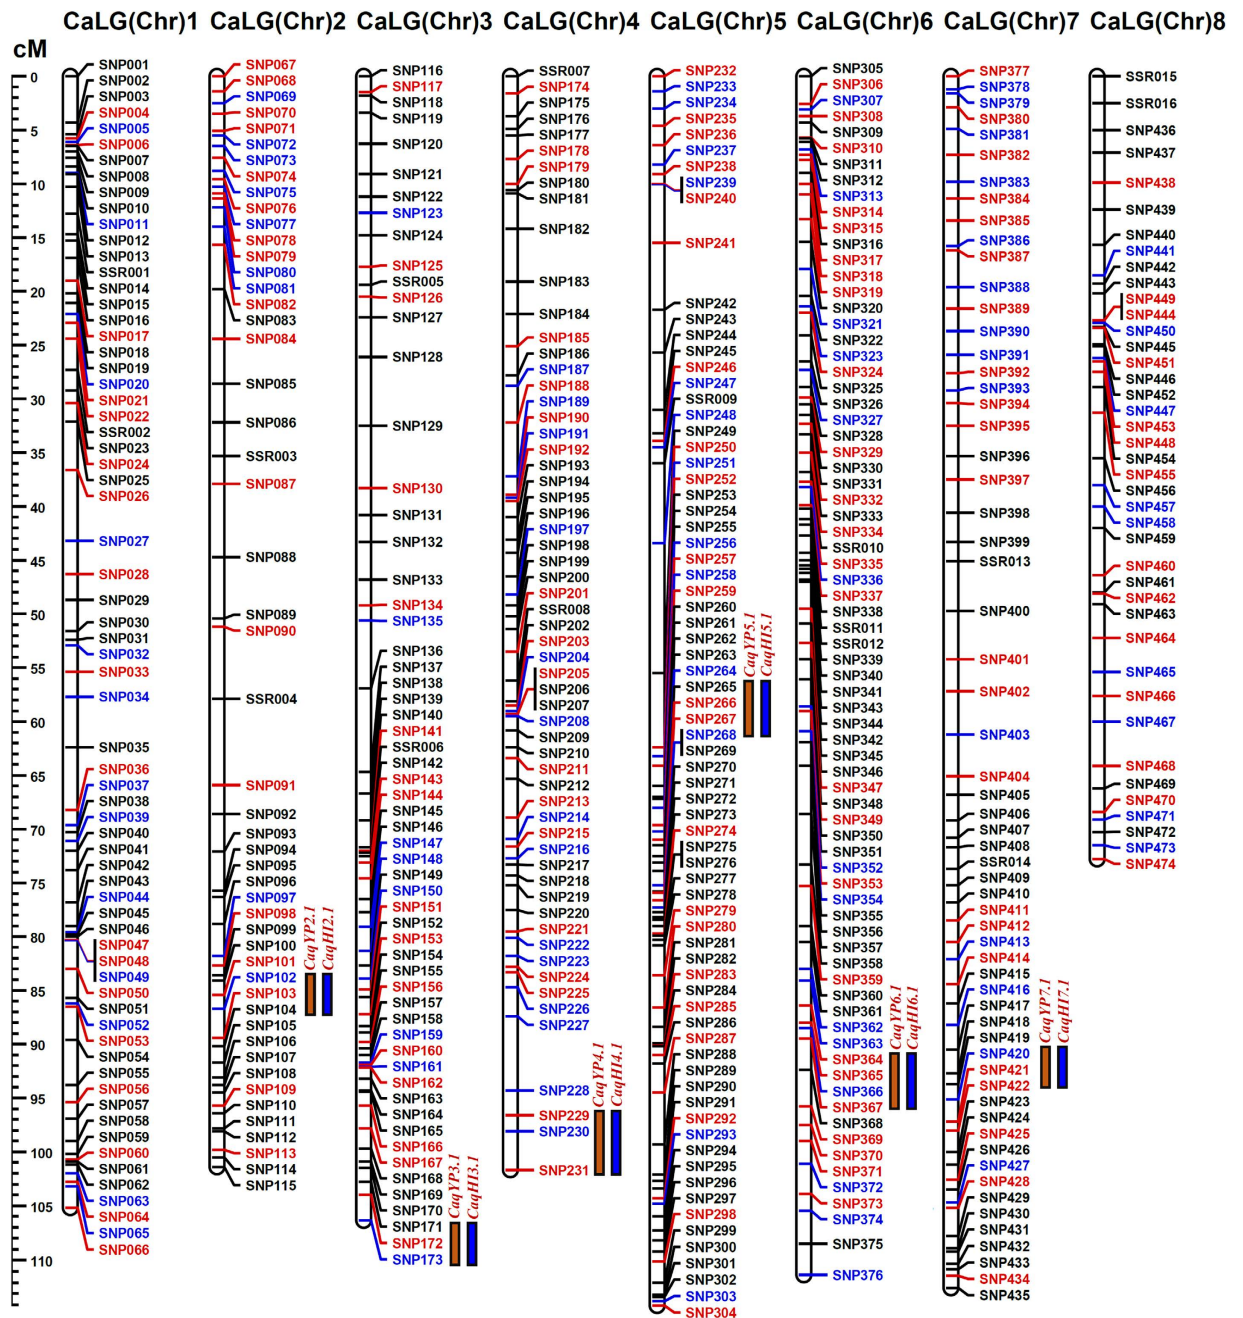 CaLG(Chr)1 CaLG(Chr)2 CaLG(Chr)3 CaLG(Chr)4 CaLG(Chr)5 CaLG(Chr)6 CaLG(Chr)7 CaLG(Chr)8
cM
0
5
10
15
20
25
30
35
40
45
50
55
60
65
70
75
80
85
90
95
100
105
110
SNP001
SNP002
SNP003
SNP004
SNP005
SNP006
SNP007
SNP008
SNP009
SNP010
SNP011
SNP012
SNP013
SSR001
SNP014
SNP015
SNP016
SNP017
SNP018
SNP019
SNP020
SNP021
SNP022
SSR002
SNP023
SNP024
SNP025
SNP026
SNP027
SNP028
SNP029
SNP030
SNP031
SNP032
SNP033
SNP034
SNP035
SNP036
SNP037
SNP038
SNP039
SNP040
SNP041
SNP042
SNP043
SNP044
SNP045
SNP046
SNP047
SNP048
SNP049
SNP050
SNP051
SNP052
SNP053
SNP054
SNP055
SNP056
SNP057
SNP058
SNP059
SNP060
SNP061
SNP062
SNP063
SNP064
SNP065
SNP066
SNP067
SNP068
SNP069
SNP070
SNP071
SNP072
SNP073
SNP074
SNP075
SNP076
SNP077
SNP078
SNP079
SNP080
SNP081
SNP082
SNP083
SNP084
SNP085
SNP086
SSR003
SNP087
SNP088
SNP089
SNP090
SSR004
SNP091
SNP092
SNP093
SNP094
SNP095
SNP096
SNP097
SNP098
SNP099
SNP100
SNP101
SNP102
SNP103
SNP104
SNP105
SNP106
SNP107
SNP108
SNP109
SNP110
SNP111
SNP112
SNP113
SNP114
SNP115
CaqYP2.1
CaqHI2.1
SNP116
SNP117
SNP118
SNP119
SNP120
SNP121
SNP122
SNP123
SNP124
SNP125
SSR005
SNP126
SNP127
SNP128
SNP129
SNP130
SNP131
SNP132
SNP133
SNP134
SNP135
SNP136
SNP137
SNP138
SNP139
SNP140
SNP141
SSR006
SNP142
SNP143
SNP144
SNP145
SNP146
SNP147
SNP148
SNP149
SNP150
SNP151
SNP152
SNP153
SNP154
SNP155
SNP156
SNP157
SNP158
SNP159
SNP160
SNP161
SNP162
SNP163
SNP164
SNP165
SNP166
SNP167
SNP168
SNP169
SNP170
SNP171
SNP172
SNP173
CaqYP3.1
CaqHI3.1
SSR007
SNP174
SNP175
SNP176
SNP177
SNP178
SNP179
SNP180
SNP181
SNP182
SNP183
SNP184
SNP185
SNP186
SNP187
SNP188
SNP189
SNP190
SNP191
SNP192
SNP193
SNP194
SNP195
SNP196
SNP197
SNP198
SNP199
SNP200
SNP201
SSR008
SNP202
SNP203
SNP204
SNP205
SNP206
SNP207
SNP208
SNP209
SNP210
SNP211
SNP212
SNP213
SNP214
SNP215
SNP216
SNP217
SNP218
SNP219
SNP220
SNP221
SNP222
SNP223
SNP224
SNP225
SNP226
SNP227
SNP228
SNP229
SNP230
SNP231
CaqYP4.1
CaqHI4.1
SNP232
SNP233
SNP234
SNP235
SNP236
SNP237
SNP238
SNP239
SNP240
SNP241
SNP242
SNP243
SNP244
SNP245
SNP246
SNP247
SSR009
SNP248
SNP249
SNP250
SNP251
SNP252
SNP253
SNP254
SNP255
SNP256
SNP257
SNP258
SNP259
SNP260
SNP261
SNP262
SNP263
SNP264
SNP265
SNP266
SNP267
SNP268
SNP269
SNP270
SNP271
SNP272
SNP273
SNP274
SNP275
SNP276
SNP277
SNP278
SNP279
SNP280
SNP281
SNP282
SNP283
SNP284
SNP285
SNP286
SNP287
SNP288
SNP289
SNP290
SNP291
SNP292
SNP293
SNP294
SNP295
SNP296
SNP297
SNP298
SNP299
SNP300
SNP301
SNP302
SNP303
SNP304
CaqYP5.1
CaqHI5.1
SNP305
SNP306
SNP307
SNP308
SNP309
SNP310
SNP311
SNP312
SNP313
SNP314
SNP315
SNP316
SNP317
SNP318
SNP319
SNP320
SNP321
SNP322
SNP323
SNP324
SNP325
SNP326
SNP327
SNP328
SNP329
SNP330
SNP331
SNP332
SNP333
SNP334
SSR010
SNP335
SNP336
SNP337
SNP338
SSR011
SSR012
SNP339
SNP340
SNP341
SNP343
SNP344
SNP342
SNP345
SNP346
SNP347
SNP348
SNP349
SNP350
SNP351
SNP352
SNP353
SNP354
SNP355
SNP356
SNP357
SNP358
SNP359
SNP360
SNP361
SNP362
SNP363
SNP364
SNP365
SNP366
SNP367
SNP368
SNP369
SNP370
SNP371
SNP372
SNP373
SNP374
SNP375
SNP376
CaqYP6.1
CaqHI6.1
SNP377
SNP378
SNP379
SNP380
SNP381
SNP382
SNP383
SNP384
SNP385
SNP386
SNP387
SNP388
SNP389
SNP390
SNP391
SNP392
SNP393
SNP394
SNP395
SNP396
SNP397
SNP398
SNP399
SSR013
SNP400
SNP401
SNP402
SNP403
SNP404
SNP405
SNP406
SNP407
SNP408
SSR014
SNP409
SNP410
SNP411
SNP412
SNP413
SNP414
SNP415
SNP416
SNP417
SNP418
SNP419
SNP420
SNP421
SNP422
SNP423
SNP424
SNP425
SNP426
SNP427
SNP428
SNP429
SNP430
SNP431
SNP432
SNP433
SNP434
SNP435
CaqYP7.1
CaqHI7.1
SSR015
SSR016
SNP436
SNP437
SNP438
SNP439
SNP440
SNP441
SNP442
SNP443
SNP449
SNP444
SNP450
SNP445
SNP451
SNP446
SNP452
SNP447
SNP453
SNP448
SNP454
SNP455
SNP456
SNP457
SNP458
SNP459
SNP460
SNP461
SNP462
SNP463
SNP464
SNP465
SNP466
SNP467
SNP468
SNP469
SNP470
SNP471
SNP472
SNP473
SNP474